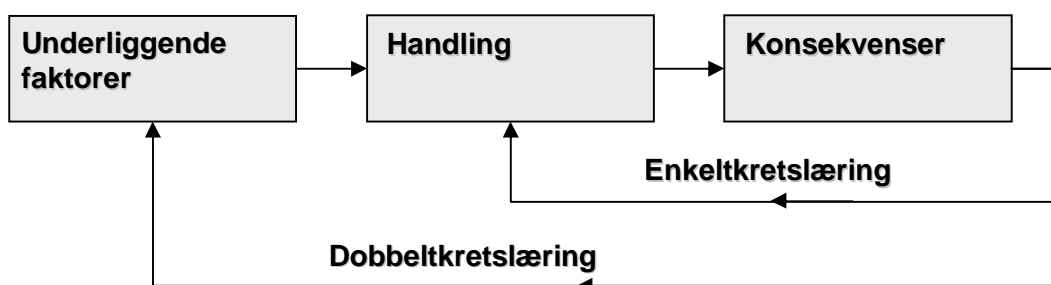 Underliggende
faktorer
Handling
Konsekvenser
Enkeltkretslæring
Dobbeltkretslæring